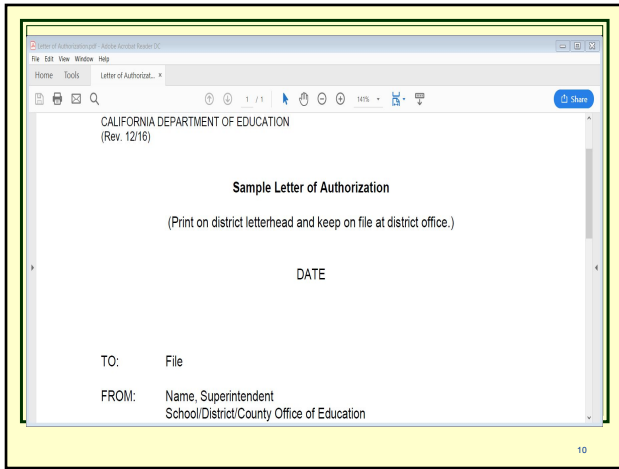 Letter of Authorization.pdf - Adobe Acrobat Reader DC
File Edit View Window Help
Home Tools Letter of Authorizat... ×
1 / 1 141% Share
CALIFORNIA DEPARTMENT OF EDUCATION
(Rev. 12/16)
Sample Letter of Authorization
(Print on district letterhead and keep on file at district office.)
DATE
TO: File
FROM: Name, Superintendent
School/District/County Office of Education
10